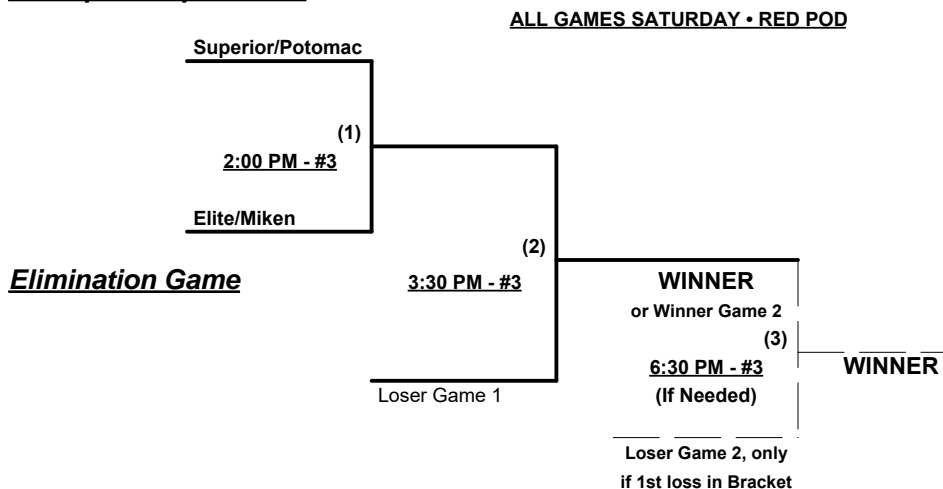 ALL GAMES SATURDAY • RED POD
Superior/Potomac
(1)
2:00 PM - #3
Elite/Miken
(2)
Elimination Game
3:30 PM - #3
WINNER
or Winner Game 2
(3)
6:30 PM - #3
WINNER
(If Needed)
Loser Game 1
Loser Game 2, only
if 1st loss in Bracket